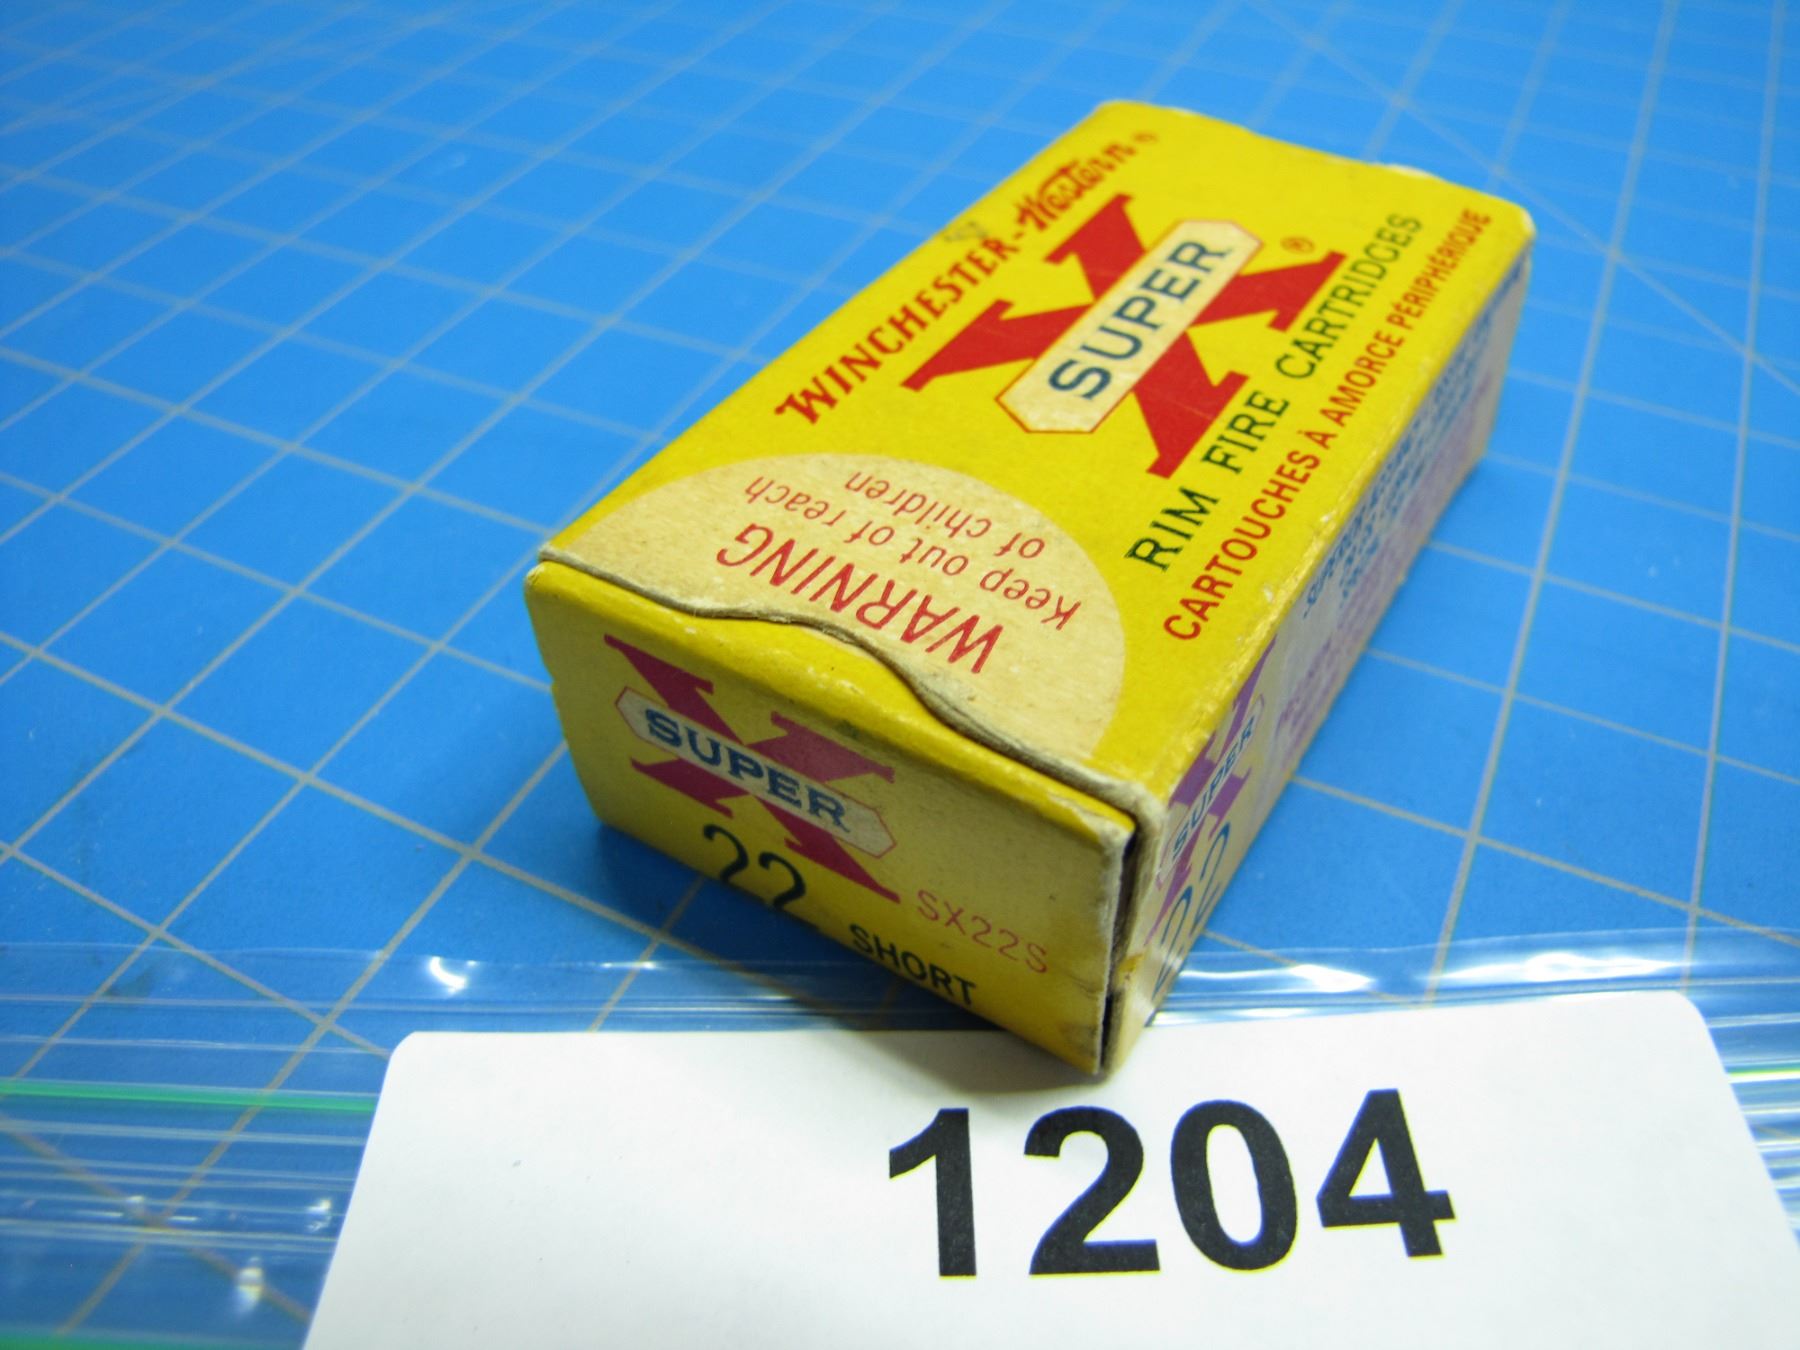 WINCHESTER-Western®
X
SUPER
®
RIM FIRE CARTRIDGES
CARTOUCHES À AMORCE PÉRIPHÉRIQUE
WARNING
Keep out of reach
of children
X
SUPER
22 SHORT
SX22S
SUPER
22
1204